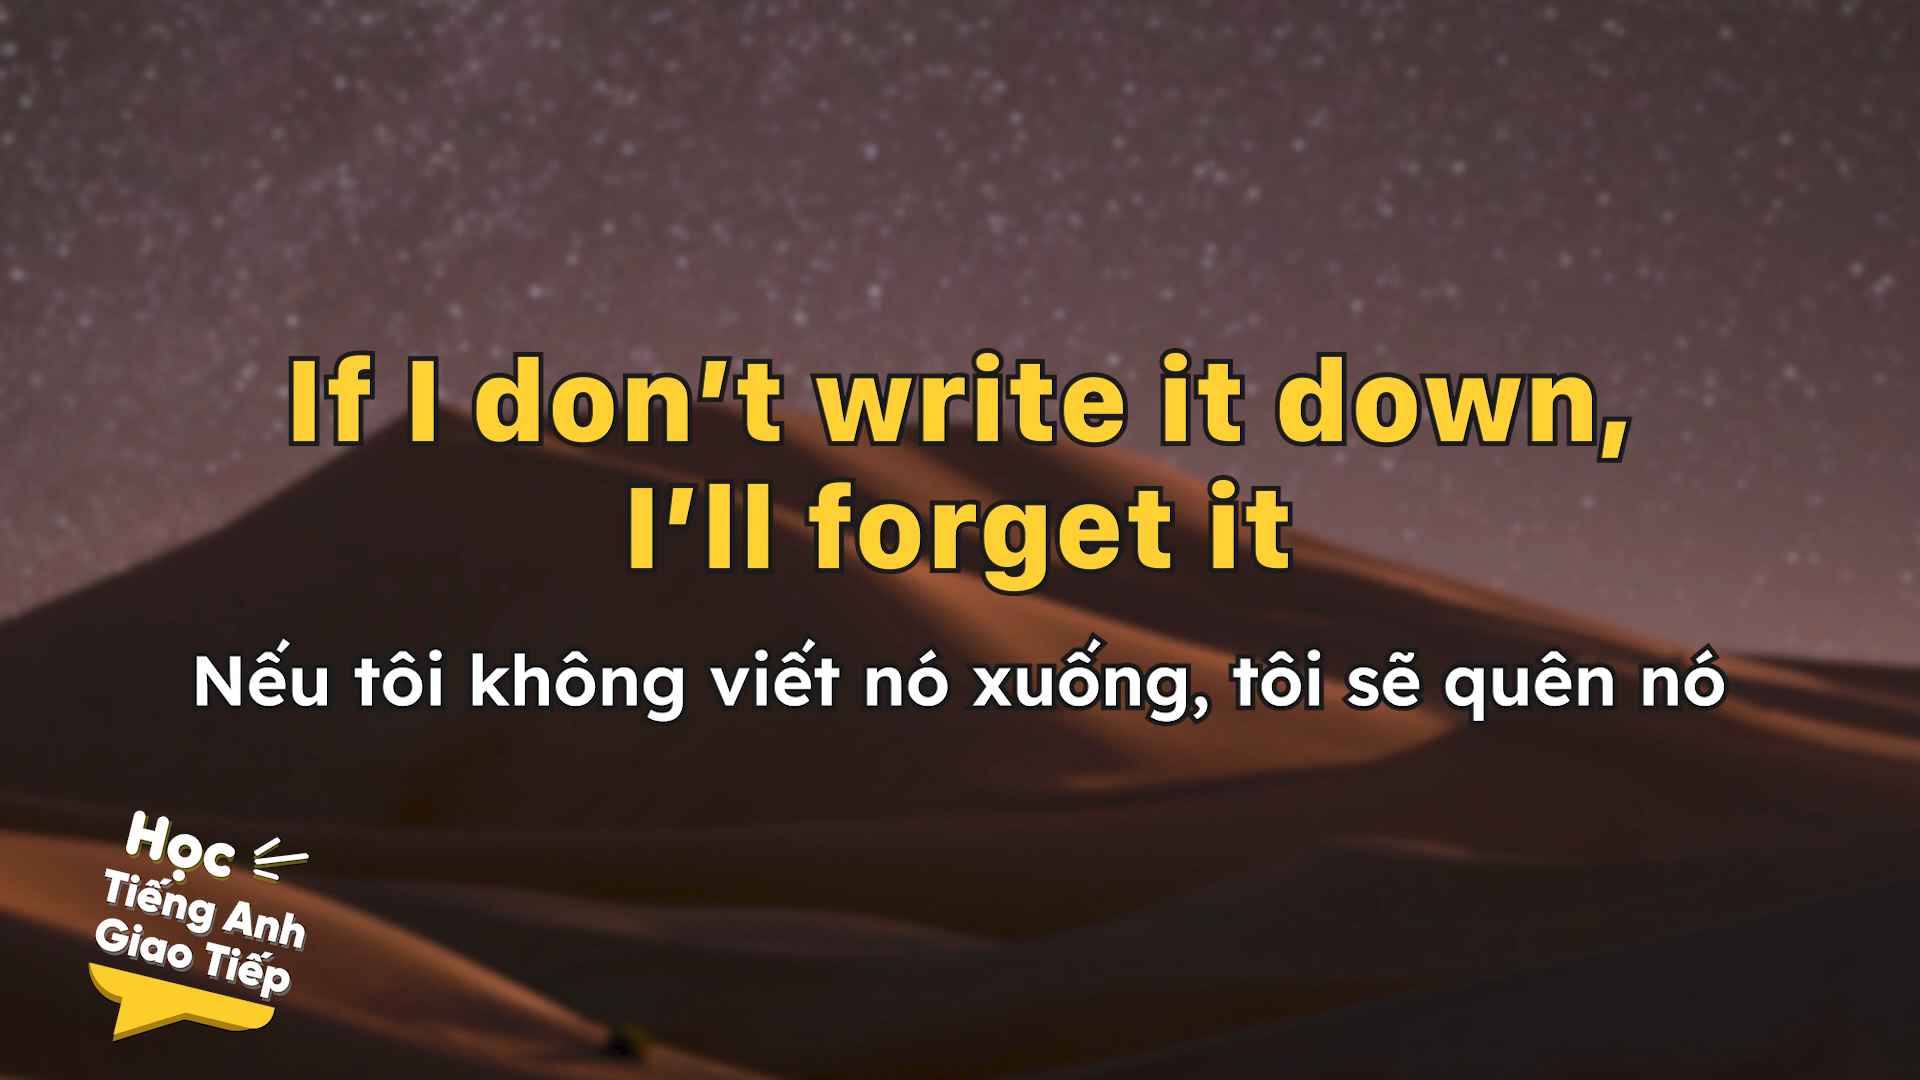 If I don’t write it down,
I’ll forget it
Nếu tôi không viết nó xuống, tôi sẽ quên nó
Học
Tiếng Anh
Giao Tiếp